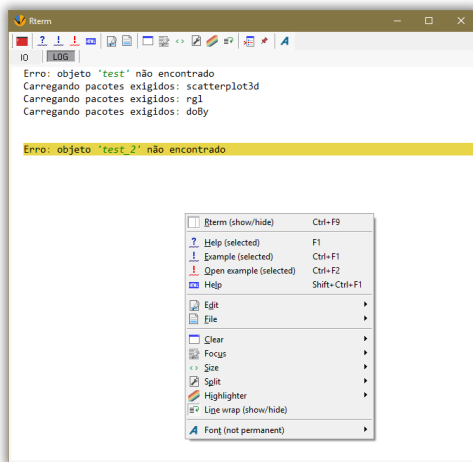 Rterm
IO LOG
Erro: objeto 'test' não encontrado
Carregando pacotes exigidos: scatterplot3d
Carregando pacotes exigidos: rgl
Carregando pacotes exigidos: doBy
Erro: objeto 'test_2' não encontrado
Rterm (show/hide) Ctrl+F9
Help (selected) F1
Example (selected) Ctrl+F1
Open example (selected) Ctrl+F2
Help Shift+Ctrl+F1
Edit
File
Clear
Focus
Size
Split
Highlighter
Line wrap (show/hide)
Font (not permanent)